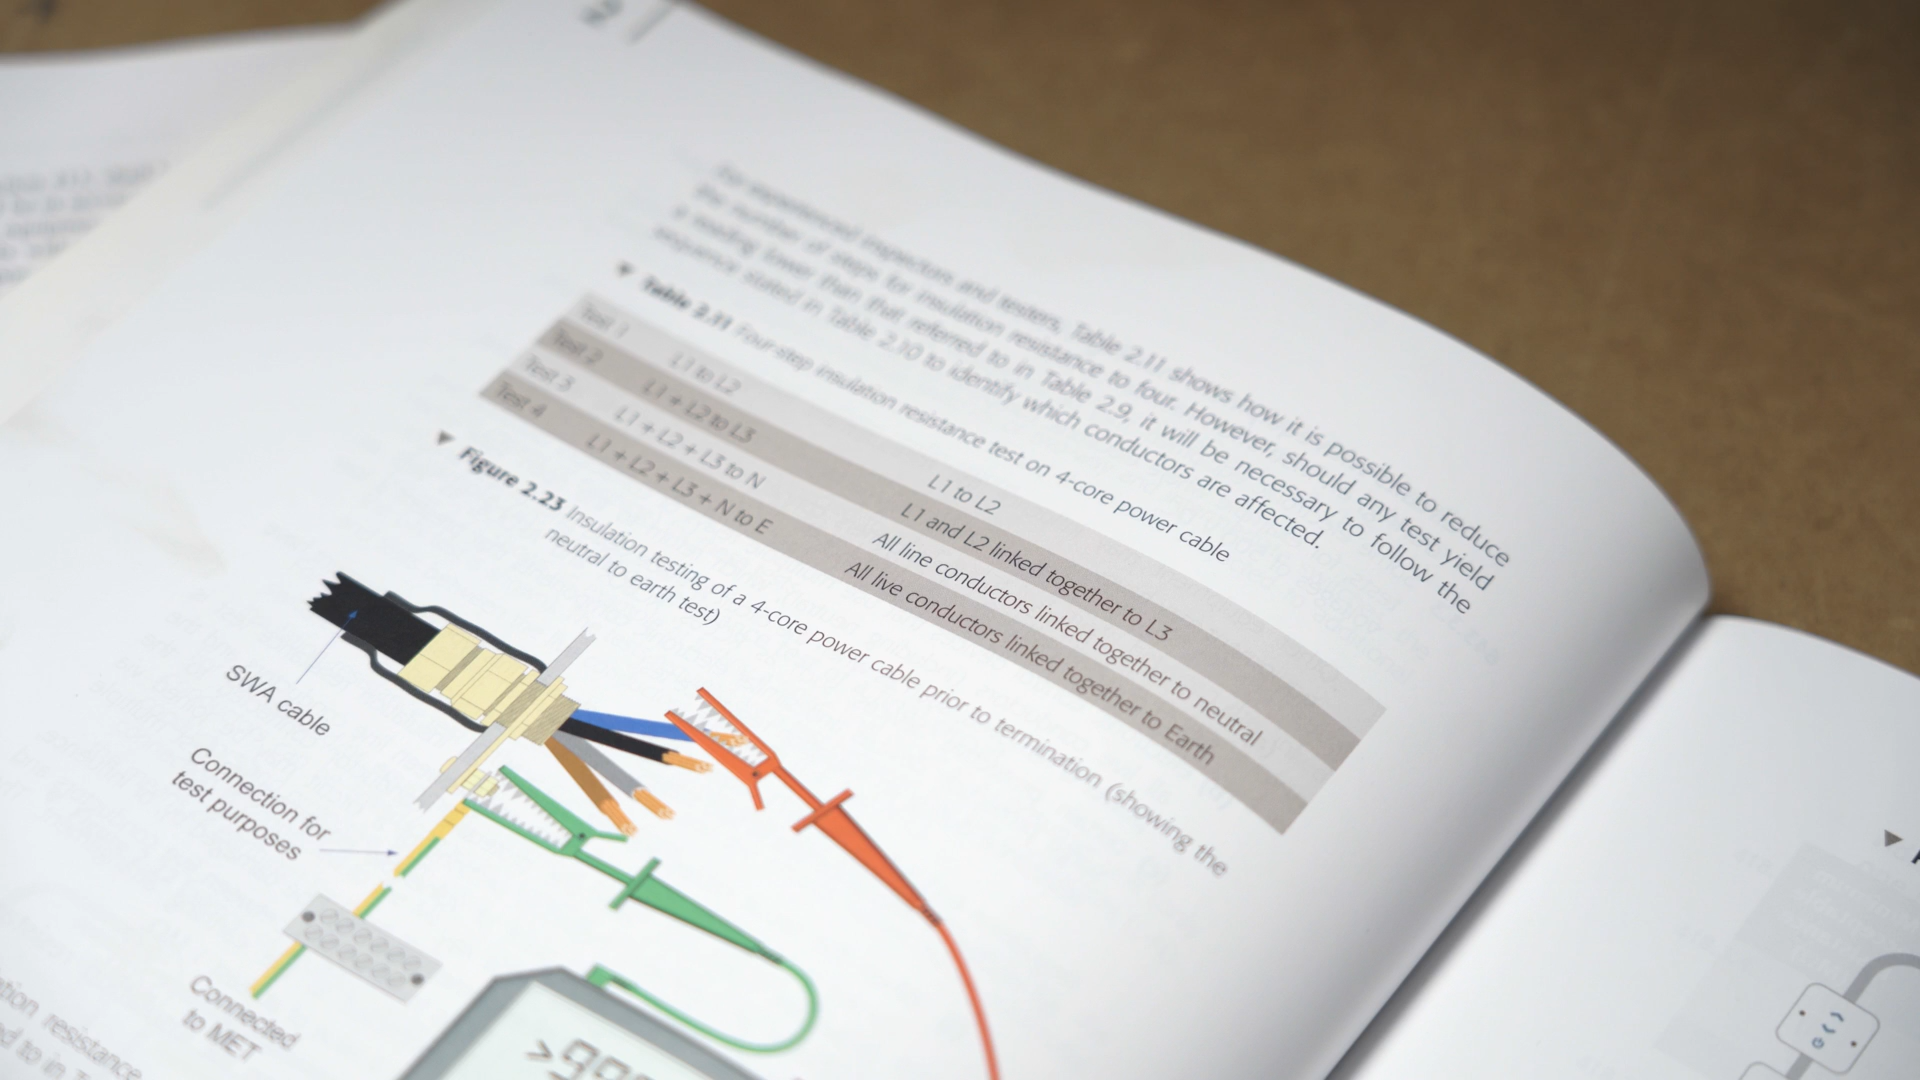 For experienced inspectors and testers, Table 2.11 shows how it is possible to reduce
the number of steps for insulation resistance to four. However, should any test yield
a reading lower than that referred to in Table 2.9, it will be necessary to follow the
sequence stated in Table 2.10 to identify which conductors are affected.
Table 2.11 Four-step insulation resistance test on 4-core power cable
Test 1 L1 to L2 L1 to L2
Test 2 L1 + L2 to L3 L1 and L2 linked together to L3
Test 3 L1 + L2 + L3 to N All line conductors linked together to neutral
Test 4 L1 + L2 + L3 + N to E All live conductors linked together to Earth
Figure 2.23 Insulation testing of a 4-core power cable prior to termination (showing the
neutral to earth test)
SWA cable
Connection for
test purposes
Connected
to MET
resistance
to in